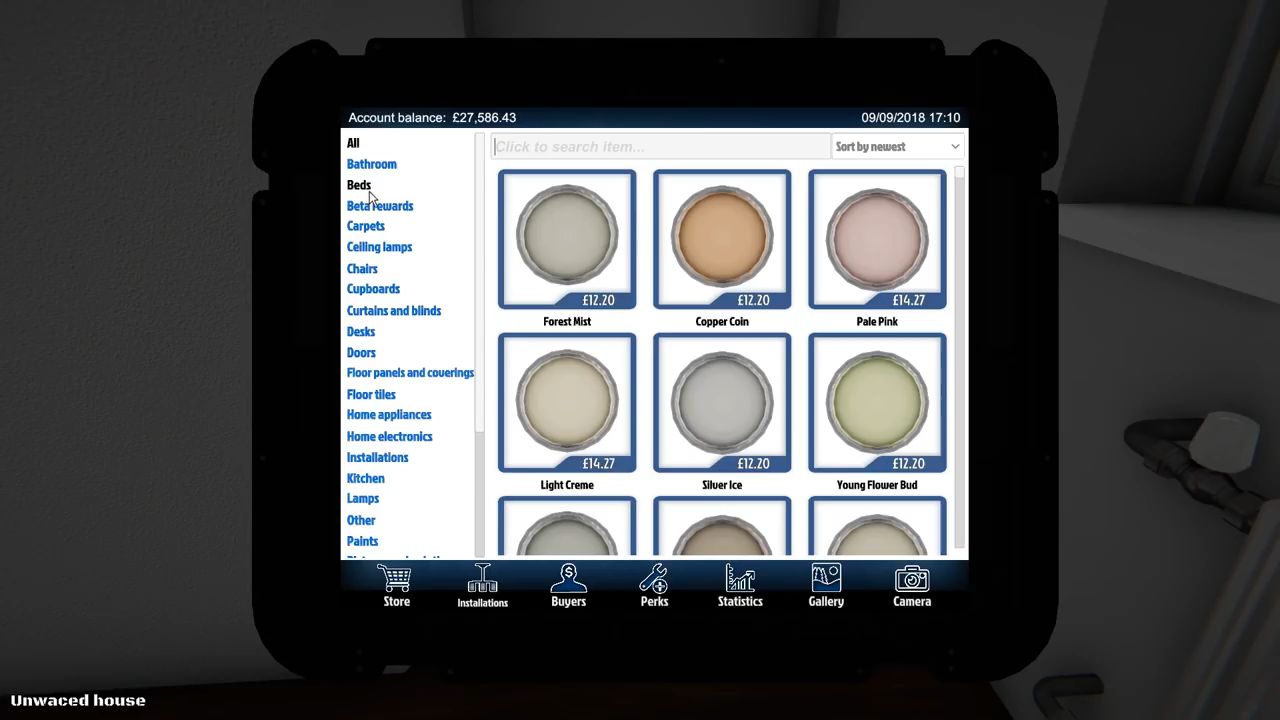 Account balance: £27,586.43
09/09/2018 17:10
All
Bathroom
Beds
Beta rewards
Carpets
Ceiling lamps
Chairs
Cupboards
Curtains and blinds
Desks
Doors
Floor panels and coverings
Floor tiles
Home appliances
Home electronics
Installations
Kitchen
Lamps
Other
Paints
Click to search item...
Sort by newest
£12.20
£12.20
£14.27
Forest Mist
Copper Coin
Pale Pink
£14.27
£12.20
£12.20
Light Creme
Silver Ice
Young Flower Bud
Store
Installations
Buyers
Perks
Statistics
Gallery
Camera
Unwaced house